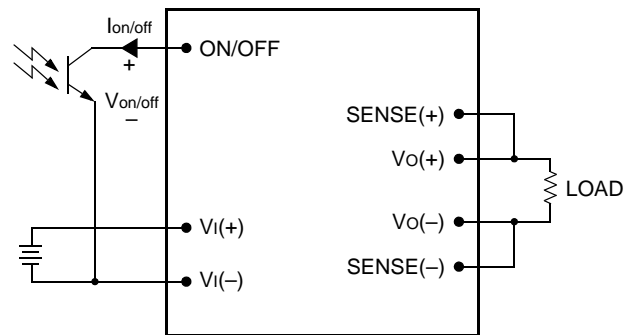 Ion/off
+
ON/OFF
Von/off
–
SENSE(+)
VO(+)
LOAD
VO(–)
VI(+)
SENSE(–)
VI(–)